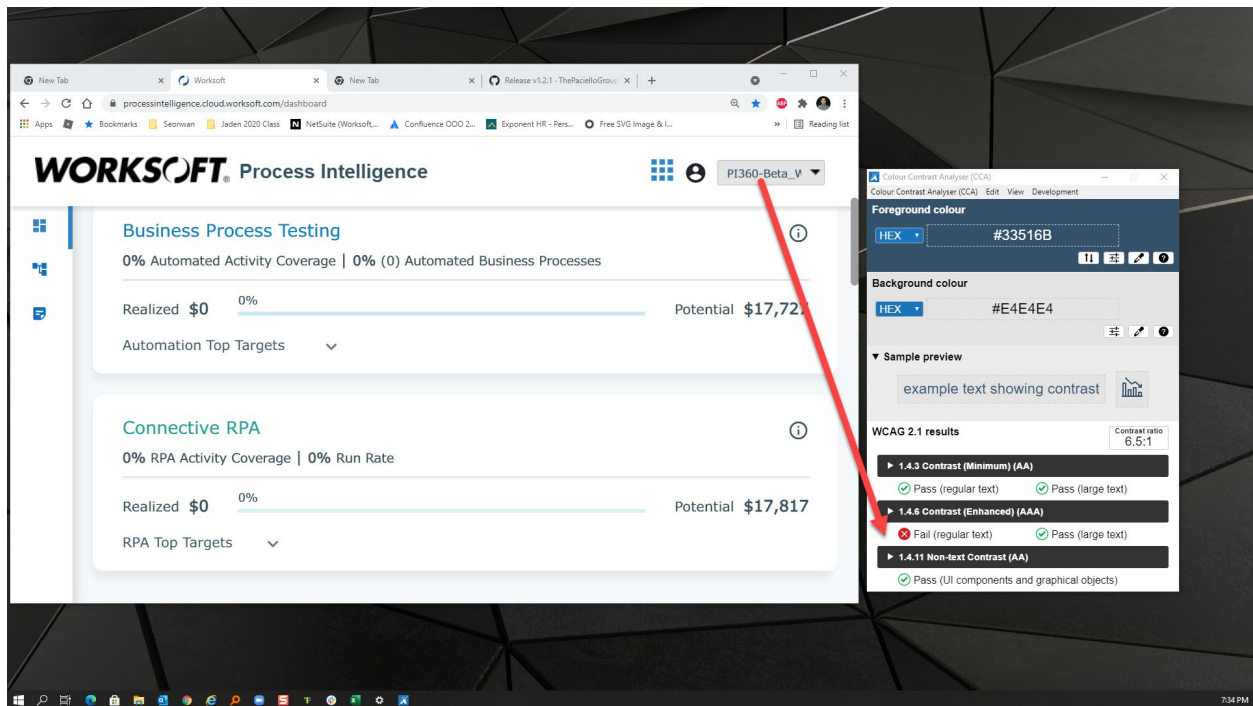 New Tab
Worksoft
New Tab
Release v1.2.1 · ThePacielloGroup
processintelligence.cloud.worksoft.com/dashboard
Apps Bookmarks Seonwan Jaden 2020 Class NetSuite (Worksoft,... Confluence OOO 2... Exponent HR - Pers... Free SVG Image & I... » Reading list
WORKSOFT® Process Intelligence
PI360-Beta_W
Business Process Testing
0% Automated Activity Coverage | 0% (0) Automated Business Processes
Realized $0 0% Potential $17,727
Automation Top Targets
Connective RPA
0% RPA Activity Coverage | 0% Run Rate
Realized $0 0% Potential $17,817
RPA Top Targets
Colour Contrast Analyser (CCA)
Colour Contrast Analyser (CCA) Edit View Development
Foreground colour
HEX #33516B
Background colour
HEX #E4E4E4
Sample preview
example text showing contrast
WCAG 2.1 results
Contrast ratio
6.5:1
1.4.3 Contrast (Minimum) (AA)
Pass (regular text) Pass (large text)
1.4.6 Contrast (Enhanced) (AAA)
Fail (regular text) Pass (large text)
1.4.11 Non-text Contrast (AA)
Pass (UI components and graphical objects)
7:34 PM